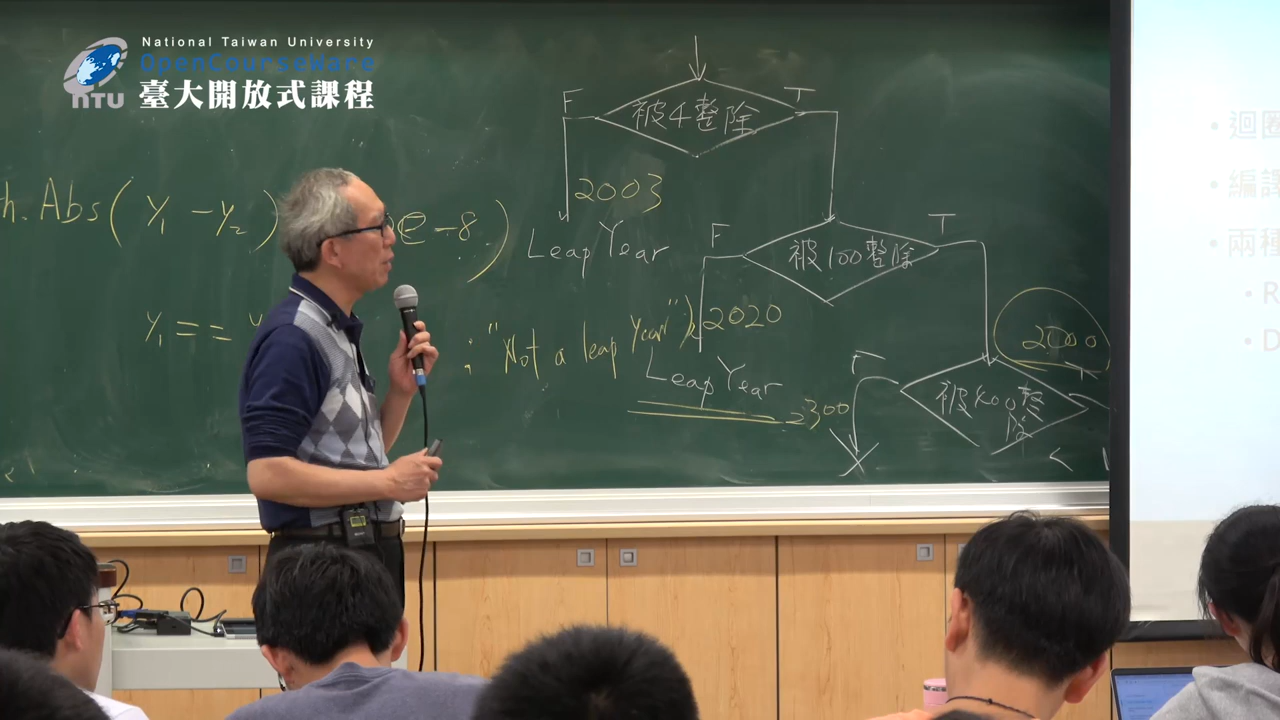 National Taiwan University
OpenCourseWare
臺大開放式課程
NTU
h.Abs(y₁-y₂)
e-8)
y₁==y
; "Not a leap Year");
F
T
被4整除
2003
Leap Year
F
T
被100整除
2020
Leap Year
2000
F
T
被400整除
2300
X
• 迴圈
• 編譯
• 兩種
• R
• D